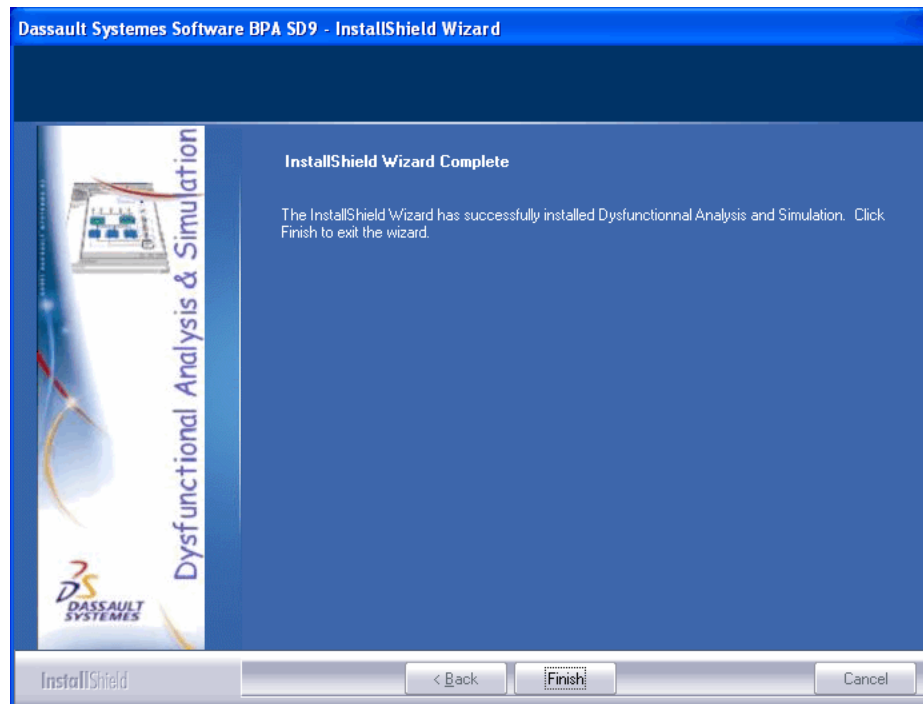 Dassault Systemes Software BPA SD9 - InstallShield Wizard
Dysfunctional Analysis & Simulation
DASSAULT
SYSTEMES
InstallShield Wizard Complete
The InstallShield Wizard has successfully installed Dysfunctionnal Analysis and Simulation. Click
Finish to exit the wizard.
InstallShield
< Back
Finish
Cancel